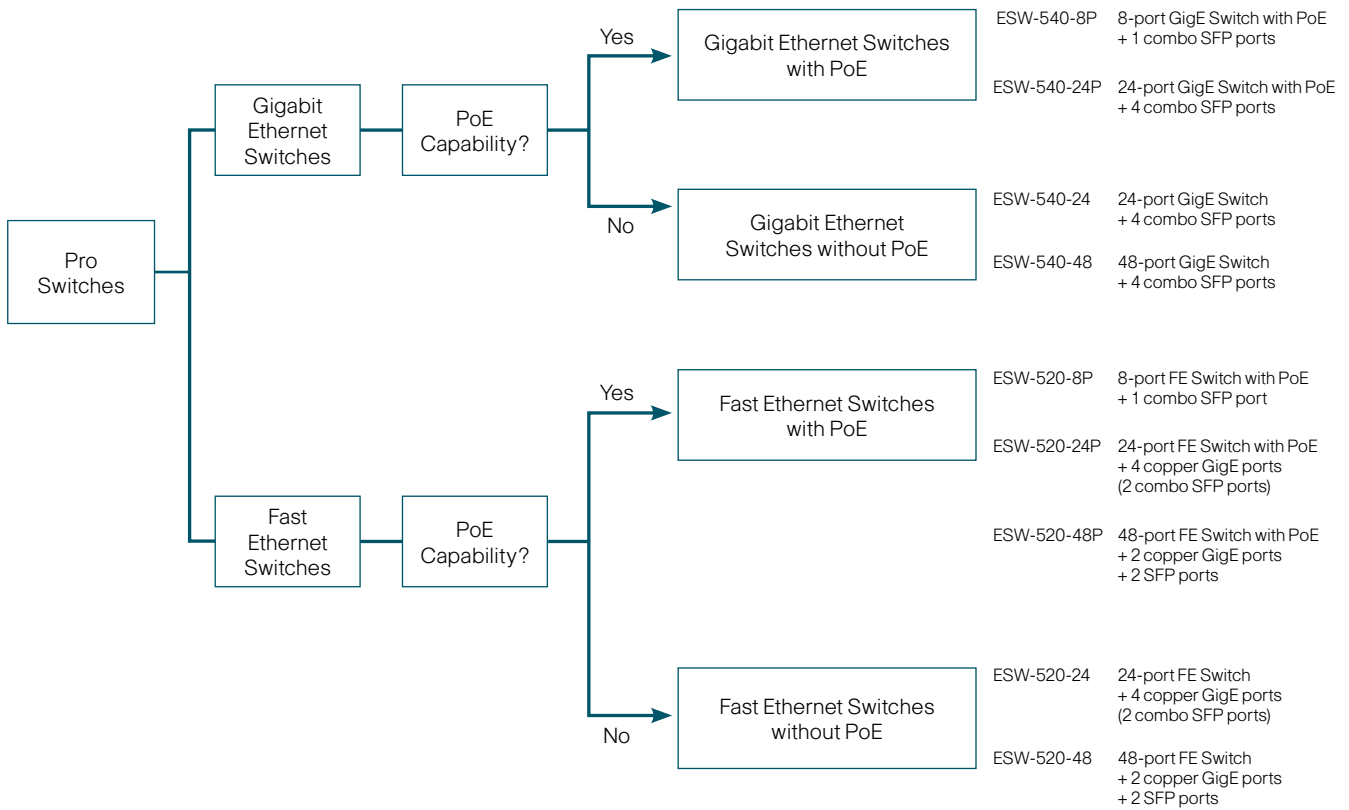 Pro
Switches
Gigabit
Ethernet
Switches
PoE
Capability?
Yes
No
Gigabit Ethernet Switches
with PoE
ESW-540-8P 8-port GigE Switch with PoE
+ 1 combo SFP ports
ESW-540-24P 24-port GigE Switch with PoE
+ 4 combo SFP ports
Gigabit Ethernet
Switches without PoE
ESW-540-24 24-port GigE Switch
+ 4 combo SFP ports
ESW-540-48 48-port GigE Switch
+ 4 combo SFP ports
Fast
Ethernet
Switches
PoE
Capability?
Yes
No
Fast Ethernet Switches
with PoE
ESW-520-8P 8-port FE Switch with PoE
+ 1 combo SFP port
ESW-520-24P 24-port FE Switch with PoE
+ 4 copper GigE ports
(2 combo SFP ports)
ESW-520-48P 48-port FE Switch with PoE
+ 2 copper GigE ports
+ 2 SFP ports
Fast Ethernet Switches
without PoE
ESW-520-24 24-port FE Switch
+ 4 copper GigE ports
(2 combo SFP ports)
ESW-520-48 48-port FE Switch
+ 2 copper GigE ports
+ 2 SFP ports